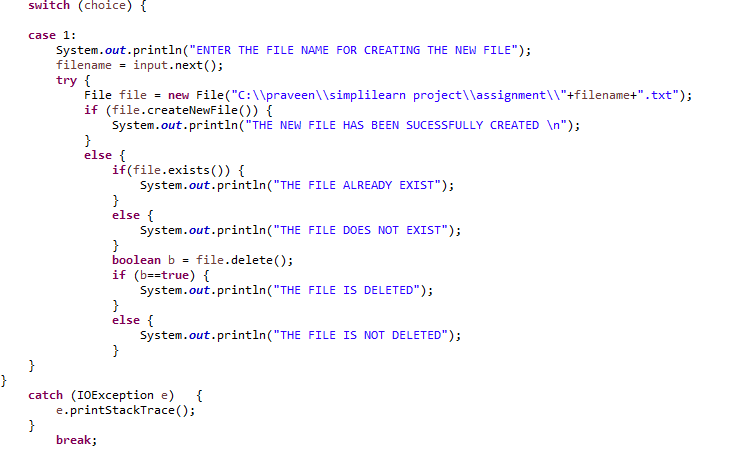 switch (choice) {
case 1:
System.out.println("ENTER THE FILE NAME FOR CREATING THE NEW FILE");
filename = input.next();
try {
File file = new File("C:\\praveen\\simplilearn project\\assignment\\"+filename+".txt");
if (file.createNewFile()) {
System.out.println("THE NEW FILE HAS BEEN SUCESSFULLY CREATED \n");
}
else {
if(file.exists()) {
System.out.println("THE FILE ALREADY EXIST");
}
else {
System.out.println("THE FILE DOES NOT EXIST");
}
boolean b = file.delete();
if (b==true) {
System.out.println("THE FILE IS DELETED");
}
else {
System.out.println("THE FILE IS NOT DELETED");
}
}
}
catch (IOException e)   {
e.printStackTrace();
}
break;